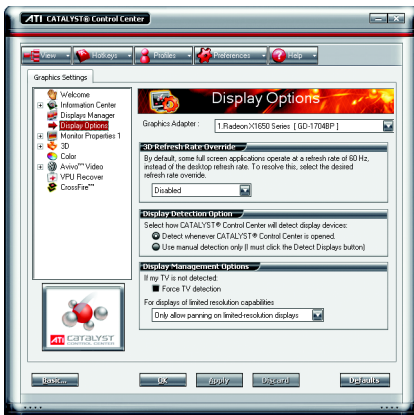 ATI CATALYST® Control Center
View
Hotkeys
Profiles
Preferences
Help
Graphics Settings
Welcome
Information Center
Displays Manager
Display Options
Monitor Properties 1
3D
Color
Avivo™ Video
VPU Recover
CrossFire™
Display Options
Graphics Adapter :
1.Radeon X1650 Series [ GD-1704BP ]
3D Refresh Rate Override
By default, some full screen applications operate at a refresh rate of 60 Hz,
instead of the desktop refresh rate. To resolve this, select the desired
refresh rate override.
Disabled
Display Detection Option
Select how CATALYST® Control Center will detect display devices:
Detect whenever CATALYST® Control Center is opened.
Use manual detection only (I must click the Detect Displays button)
Display Management Options
If my TV is not detected:
Force TV detection
For displays of limited resolution capabilities
Only allow panning on limited-resolution displays
ATI CATALYST
CONTROL CENTER
Basic...
OK
Apply
Discard
Defaults